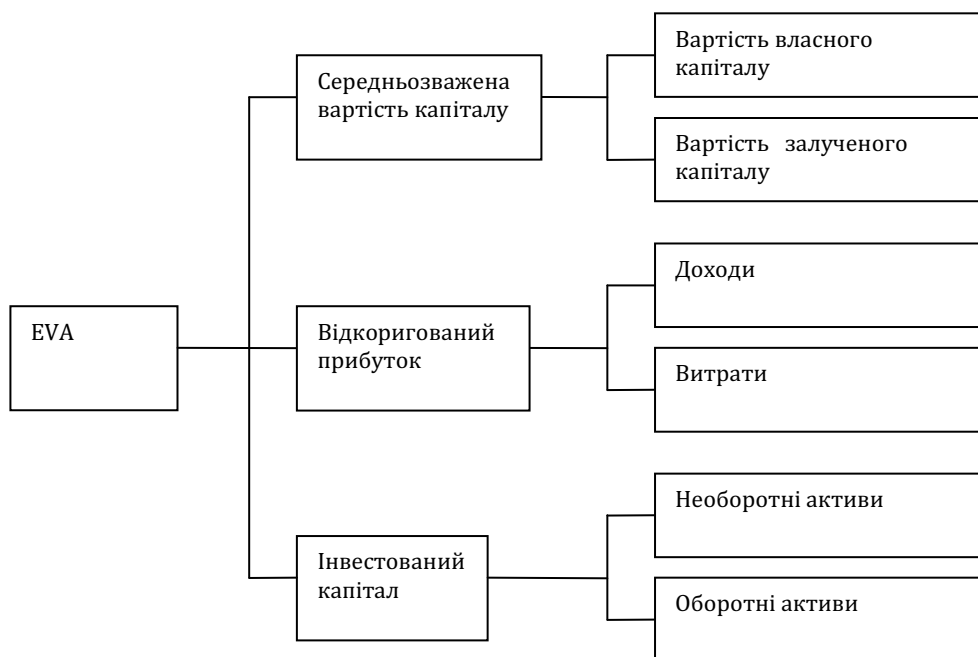 EVA
Середньозважена
вартість капіталу
Вартість власного
капіталу
Вартість залученого
капіталу
Відкоригований
прибуток
Доходи
Витрати
Інвестований
капітал
Необоротні активи
Оборотні активи